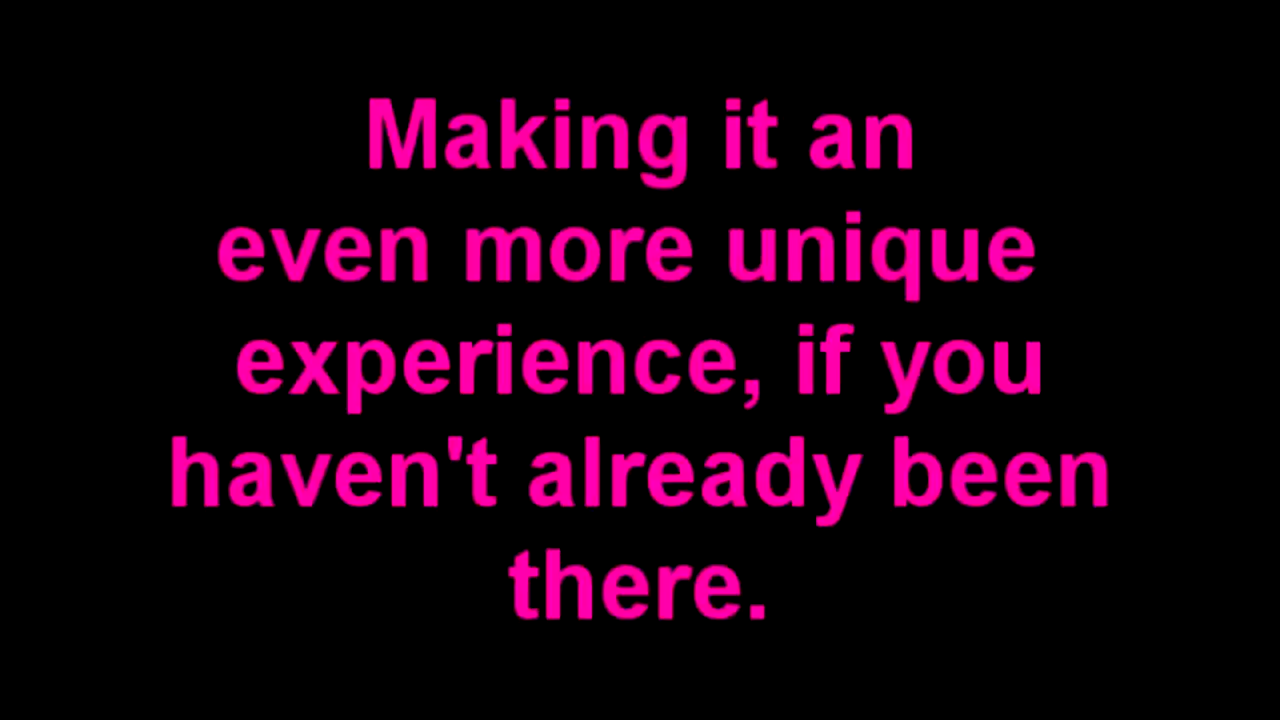 Making it an
even more unique
experience, if you
haven't already been
there.